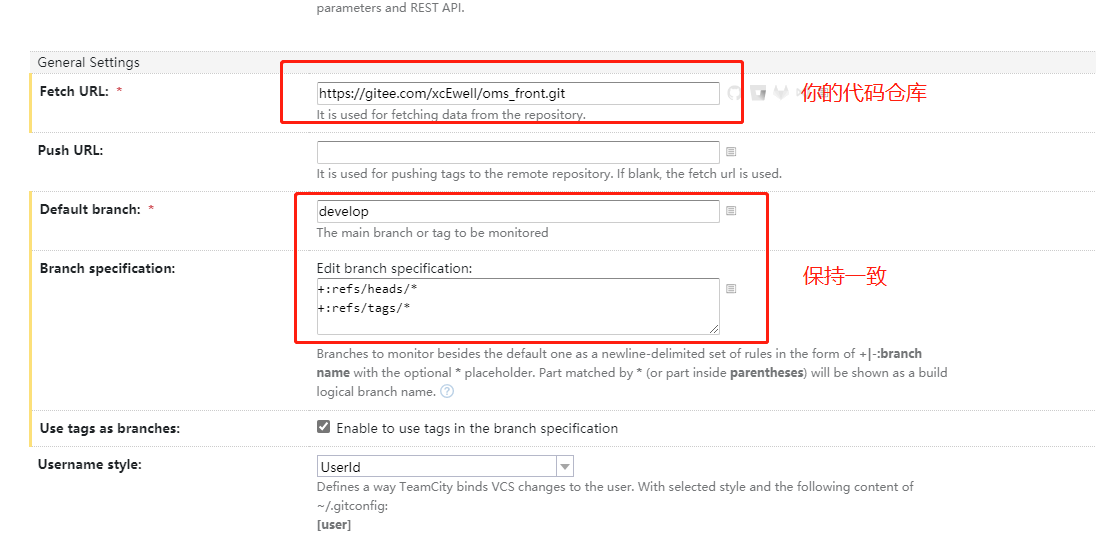 parameters and REST API.
General Settings
Fetch URL: *
https://gitee.com/xcEwell/oms_front.git
你的代码仓库
It is used for fetching data from the repository.
Push URL:
It is used for pushing tags to the remote repository. If blank, the fetch url is used.
Default branch: *
develop
The main branch or tag to be monitored
Branch specification:
Edit branch specification:
保持一致
+:refs/heads/*
+:refs/tags/*
Branches to monitor besides the default one as a newline-delimited set of rules in the form of +|-:branch
name with the optional * placeholder. Part matched by * (or part inside parentheses) will be shown as a build
logical branch name. ?
Use tags as branches:
Enable to use tags in the branch specification
Username style:
UserId
Defines a way TeamCity binds VCS changes to the user. With selected style and the following content of
~/.gitconfig:
[user]